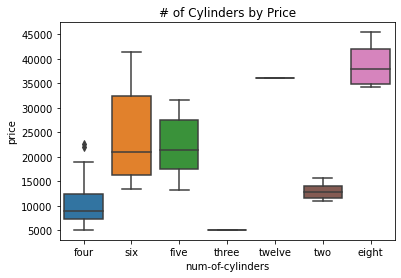 # of Cylinders by Price
45000
40000
35000
30000
25000
20000
15000
10000
5000
price
four six five three twelve two eight
num-of-cylinders